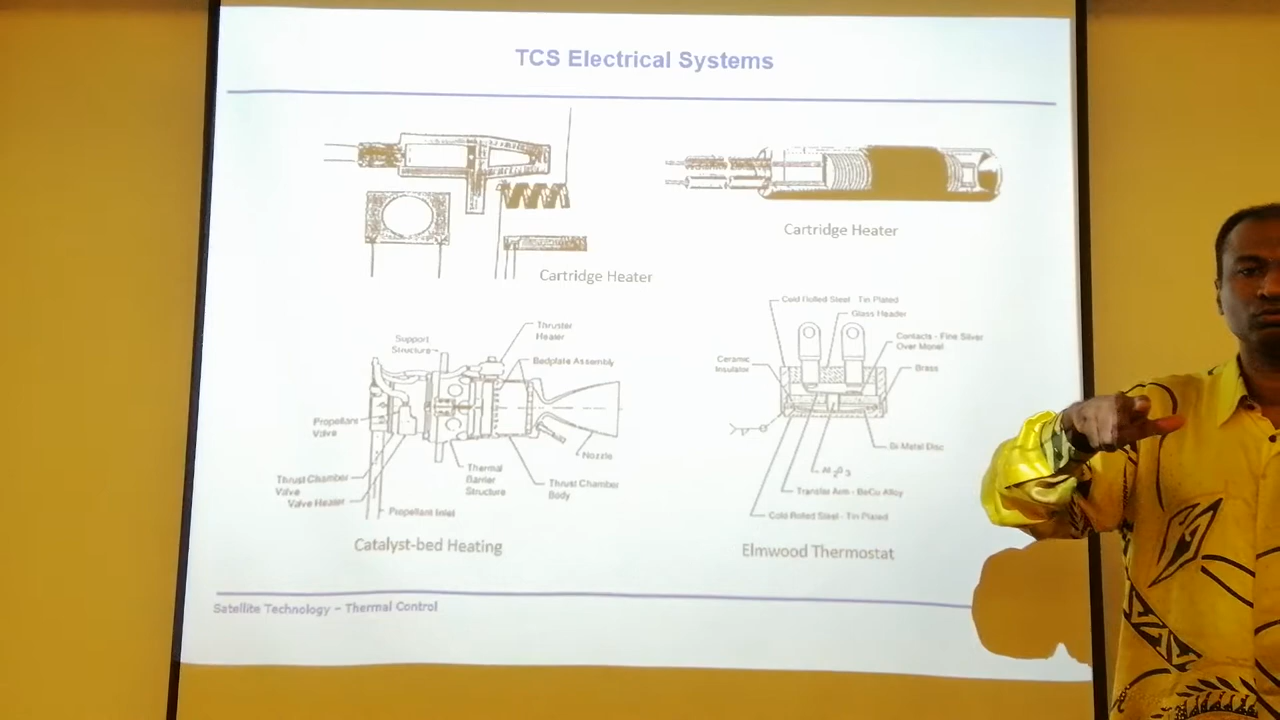 TCS Electrical Systems
Cartridge Heater
Cartridge Heater
Thruster
Heater
Support
Structure
Bedplate Assembly
Propellant
Valve
Thrust Chamber
Valve
Valve Heater
Propellant Inlet
Thermal
Barrier
Structure
Thrust Chamber
Body
Nozzle
Catalyst-bed Heating
Cold Rolled Steel - Tin Plated
Glass Header
Contacts - Fine Silver
Over Monel
Ceramic
Insulator
Brass
Bi-Metal Disc
Al2O3
Transfer Arm - BeCu Alloy
Cold Rolled Steel - Tin Plated
Elmwood Thermostat
Satellite Technology – Thermal Control